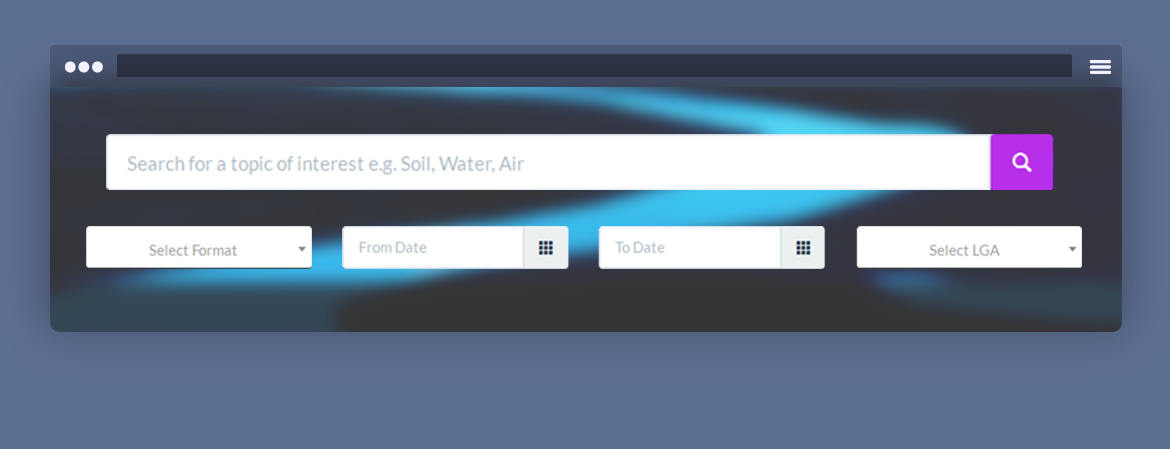 Search for a topic of interest e.g. Soil, Water, Air
Select Format
From Date
To Date
Select LGA